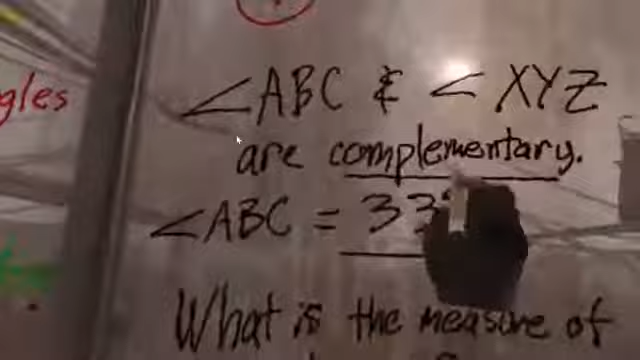 gles
∠ABC & ∠XYZ
are complementary.
∠ABC = 33°
What is the measure of